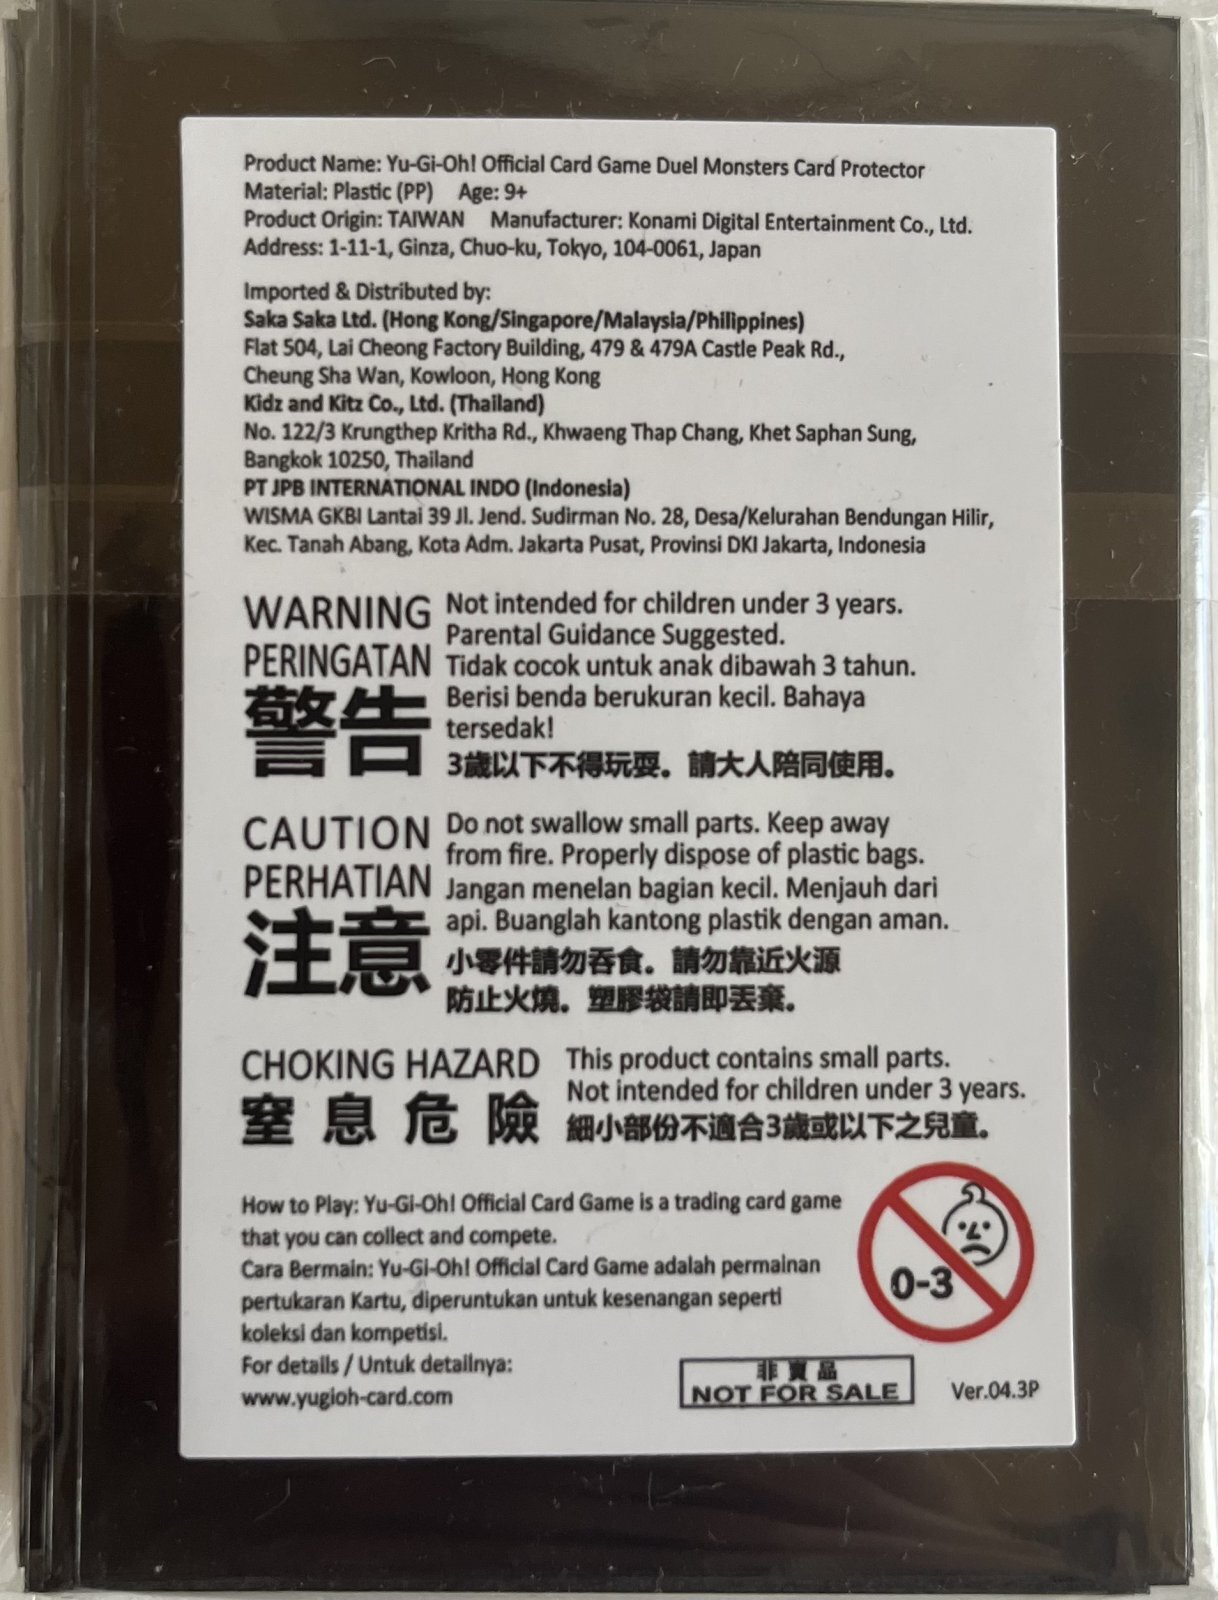 Product Name: Yu-Gi-Oh! Official Card Game Duel Monsters Card Protector
Material: Plastic (PP) Age: 9+
Product Origin: TAIWAN Manufacturer: Konami Digital Entertainment Co., Ltd.
Address: 1-11-1, Ginza, Chuo-ku, Tokyo, 104-0061, Japan
Imported & Distributed by:
Saka Saka Ltd. (Hong Kong/Singapore/Malaysia/Philippines)
Flat 504, Lai Cheong Factory Building, 479 & 479A Castle Peak Rd.,
Cheung Sha Wan, Kowloon, Hong Kong
Kidz and Kitz Co., Ltd. (Thailand)
No. 122/3 Krungthep Kritha Rd., Khwaeng Thap Chang, Khet Saphan Sung,
Bangkok 10250, Thailand
PT JPB INTERNATIONAL INDO (Indonesia)
WISMA GKBI Lantai 39 Jl. Jend. Sudirman No. 28, Desa/Kelurahan Bendungan Hilir,
Kec. Tanah Abang, Kota Adm. Jakarta Pusat, Provinsi DKI Jakarta, Indonesia
WARNING
PERINGATAN
警告
Not intended for children under 3 years.
Parental Guidance Suggested.
Tidak cocok untuk anak dibawah 3 tahun.
Berisi benda berukuran kecil. Bahaya
tersedak!
3歲以下不得玩耍。請大人陪同使用。
CAUTION
PERHATIAN
注意
Do not swallow small parts. Keep away
from fire. Properly dispose of plastic bags.
Jangan menelan bagian kecil. Menjauh dari
api. Buanglah kantong plastik dengan aman.
小零件請勿吞食。請勿靠近火源
防止火燒。塑膠袋請即丟棄。
CHOKING HAZARD
窒息危險
This product contains small parts.
Not intended for children under 3 years.
細小部份不適合3歲或以下之兒童。
How to Play: Yu-Gi-Oh! Official Card Game is a trading card game
that you can collect and compete.
Cara Bermain: Yu-Gi-Oh! Official Card Game adalah permainan
pertukaran Kartu, diperuntukan untuk kesenangan seperti
koleksi dan kompetisi.
For details / Untuk detailnya:
www.yugioh-card.com
0-3
非賣品
NOT FOR SALE
Ver.04.3P